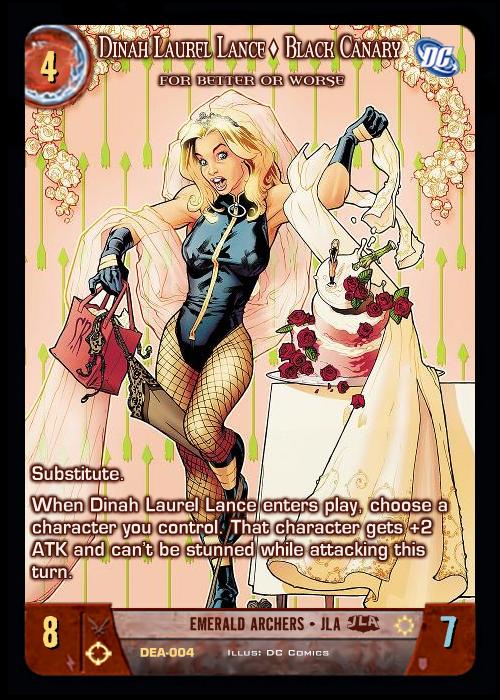 4
DINAH LAUREL LANCE ♦ BLACK CANARY
DC
FOR BETTER OR WORSE
Substitute.
When Dinah Laurel Lance enters play, choose a
character you control. That character gets +2
ATK and can't be stunned while attacking this
turn.
8
EMERALD ARCHERS • JLA JLA
7
DEA-004 ILLUS: DC COMICS